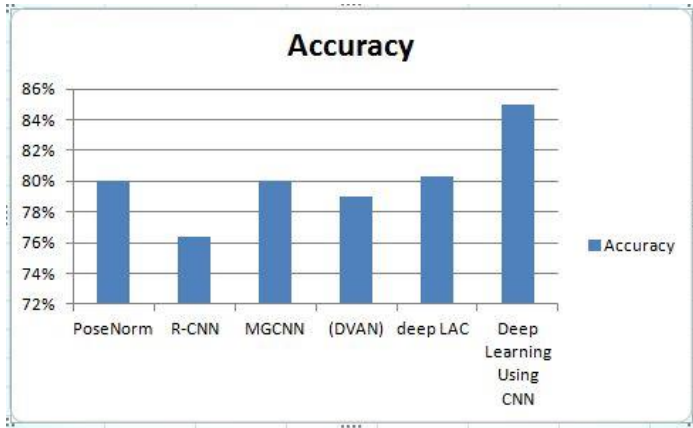 Accuracy
86%
84%
82%
80%
78%
76%
74%
72%
PoseNorm R-CNN MGCNN (DVAN) deep LAC Deep
Learning
Using
CNN
Accuracy